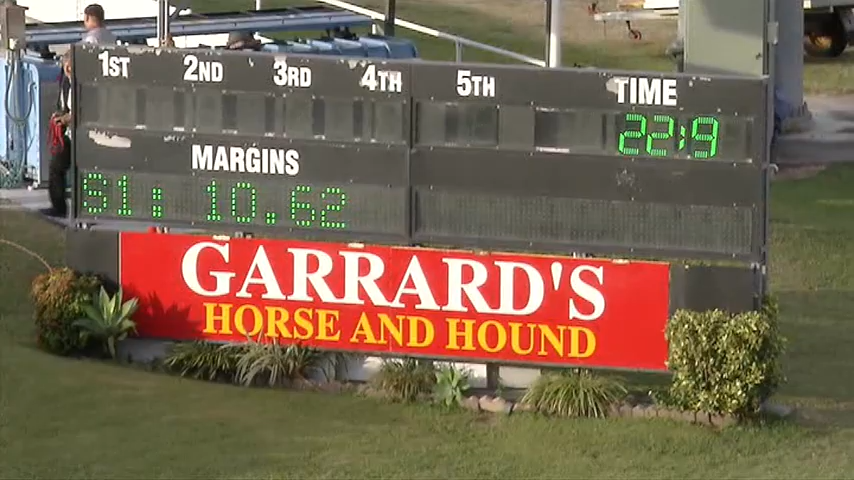 1ST 2ND 3RD 4TH 5TH TIME
22:9
MARGINS
S1: 10.62
GARRARD'S
HORSE AND HOUND